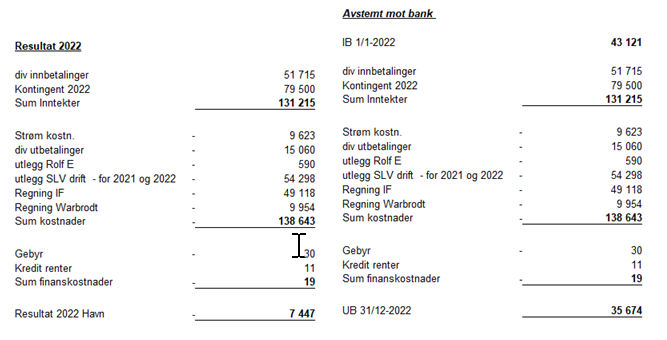 Resultat 2022
div innbetalinger 51 715
Kontingent 2022 79 500
Sum Inntekter 131 215
Strøm kostn. - 9 623
div utbetalinger - 15 060
utlegg Rolf E - 590
utlegg SLV drift - for 2021 og 2022 - 54 298
Regning IF - 49 118
Regning Warbrodt - 9 954
Sum kostnader - 138 643
Gebyr - 30
Kredit renter 11
Sum finanskostnader - 19
Resultat 2022 Havn - 7 447
Avstemt mot bank
IB 1/1-2022 43 121
div innbetalinger 51 715
Kontingent 2022 79 500
Sum Inntekter 131 215
Strøm kostn. - 9 623
div utbetalinger - 15 060
utlegg Rolf E - 590
utlegg SLV drift - for 2021 og 2022 - 54 298
Regning IF - 49 118
Regning Warbrodt - 9 954
Sum kostnader - 138 643
Gebyr - 30
Kredit renter 11
Sum finanskostnader - 19
UB 31/12-2022 35 674